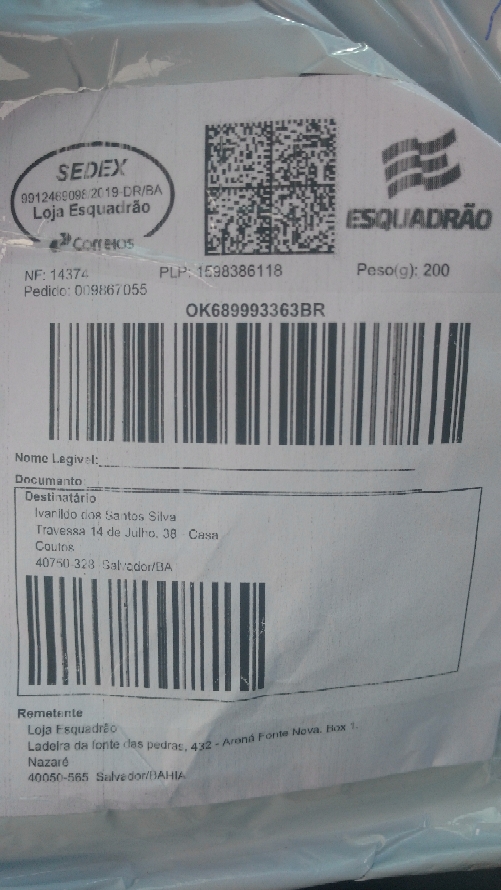 SEDEX
9912469098/2019-DR/BA
Loja Esquadrão
Correios
ESQUADRÃO
NF: 14374
PLP: 1598386118
Peso(g): 200
Pedido: 009867055
OK689993363BR
Nome Legível:
Documento:
Destinatário
Ivanildo dos Santos Silva
Travessa 14 de Julho, 38 - Casa
Coutos
40750-328 Salvador/BA
Remetente
Loja Esquadrão
Ladeira da fonte das pedras, 432 - Arena Fonte Nova. Box 1.
Nazaré
40050-565 Salvador/BAHIA